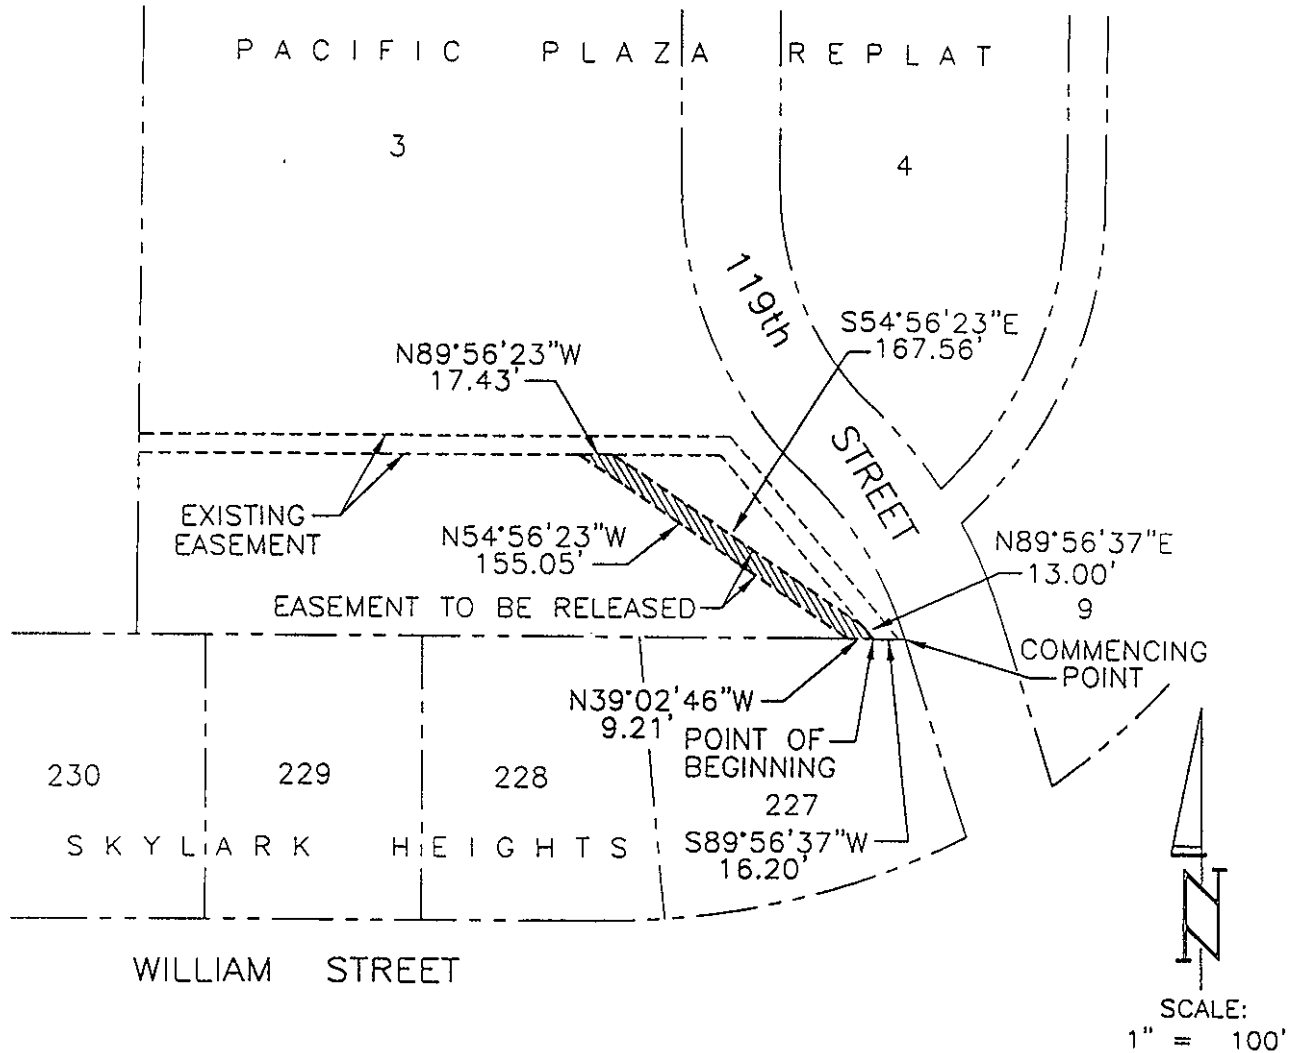 PACIFIC PLAZA REPLAT
3
4
119th
STREET
S54°56'23"E
167.56'
N89°56'23"W
17.43'
EXISTING
EASEMENT
N54°56'23"W
155.05'
N89°56'37"E
13.00'
EASEMENT TO BE RELEASED
9
COMMENCING
POINT
N39°02'46"W
9.21'
POINT OF
BEGINNING
230
229
228
227
S89°56'37"W
16.20'
SKYLARK HEIGHTS
WILLIAM STREET
N
SCALE:
1" = 100'